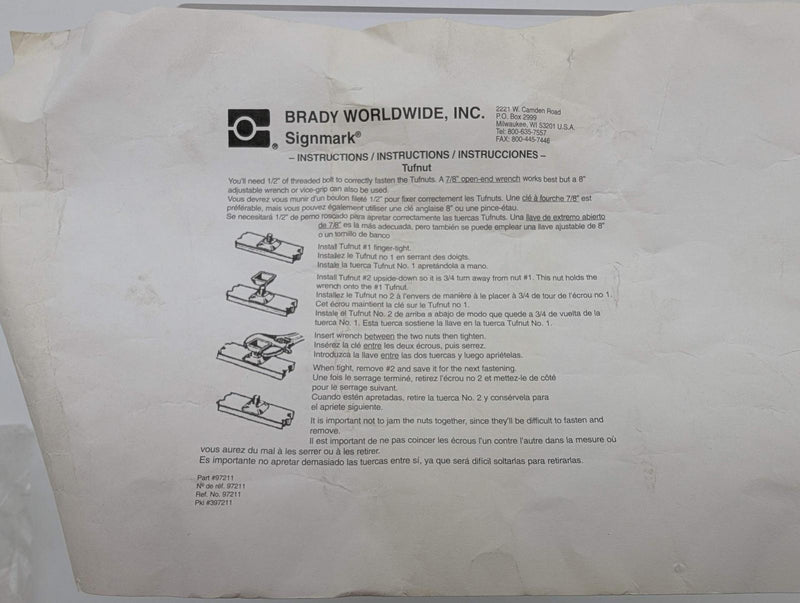 BRADY WORLDWIDE, INC.
Signmark®
2221 W. Camden Road
P.O. Box 2999
Milwaukee, WI 53201 U.S.A.
Tel: 800-635-7557
FAX: 800-445-7446
– INSTRUCTIONS / INSTRUCTIONS / INSTRUCCIONES –
Tufnut
You'll need 1/2" of threaded bolt to correctly fasten the Tufnuts. A 7/8" open-end wrench works best but a 8"
adjustable wrench or vice-grip can also be used.
Vous devrez vous munir d'un boulon fileté 1/2" pour fixer correctement les Tufnuts. Une clé à fourche 7/8" est
préférable, mais vous pouvez également utiliser une clé anglaise 8" ou une pince-étau.
Se necesitará 1/2" de perno roscado para apretar correctamente las tuercas Tufnuts. Una llave de extremo abierto
de 7/8" es la más adecuada, pero también se puede emplear una llave ajustable de 8"
o un tornillo de banco
Install Tufnut #1 finger-tight.
Installez le Tufnut no 1 en serrant des doigts.
Instale la tuerca Tufnut No. 1 apretándola a mano.
Install Tufnut #2 upside-down so it is 3/4 turn away from nut #1. This nut holds the
wrench onto the #1 Tufnut.
Installez le Tufnut no 2 à l'envers de manière à le placer à 3/4 de tour de l'écrou no 1.
Cet écrou maintient la clé sur le Tufnut no 1.
Instale el Tufnut No. 2 de arriba a abajo de modo que quede a 3/4 de vuelta de la
tuerca No. 1. Esta tuerca sostiene la llave en la tuerca Tufnut No. 1.
Insert wrench between the two nuts then tighten.
Insérez la clé entre les deux écrous, puis serrez.
Introduzca la llave entre las dos tuercas y luego apriételas.
When tight, remove #2 and save it for the next fastening.
Une fois le serrage terminé, retirez l'écrou no 2 et mettez-le de côté
pour le serrage suivant.
Cuando estén apretadas, retire la tuerca No. 2 y consérvela para
el apriete siguiente.
It is important not to jam the nuts together, since they'll be difficult to fasten and
remove.
Il est important de ne pas coincer les écrous l'un contre l'autre dans la mesure où
vous aurez du mal à les serrer ou à les retirer.
Es importante no apretar demasiado las tuercas entre sí, ya que será difícil soltarlas para retirarlas.
Part #97211
Nº de réf. 97211
Ref. No. 97211
Pki #397211